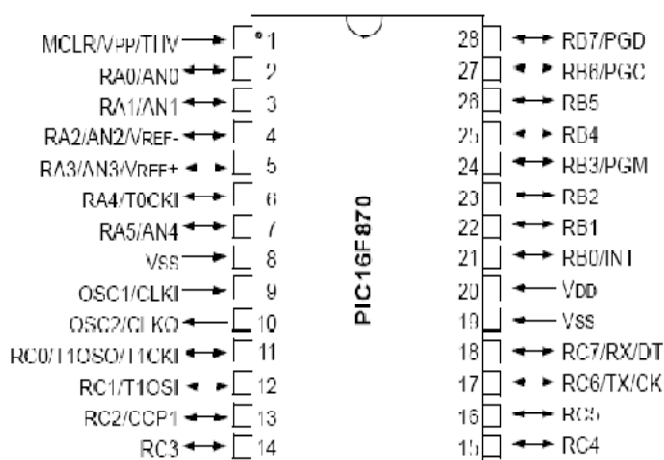 MCLR/VPP/THV 1 28 RB7/PGD
RA0/AN0 2 27 RB6/PGC
RA1/AN1 3 26 RB5
RA2/AN2/VREF- 4 25 RB4
RA3/AN3/VREF+ 5 24 RB3/PGM
RA4/T0CKI 6 23 RB2
RA5/AN4 7 22 RB1
VSS 8 21 RB0/INT
OSC1/CLKI 9 20 VDD
OSC2/CLKO 10 19 VSS
RC0/T1OSO/T1CKI 11 18 RC7/RX/DT
RC1/T1OSI 12 17 RC6/TX/CK
RC2/CCP1 13 16 RC5
RC3 14 15 RC4
PIC16F870